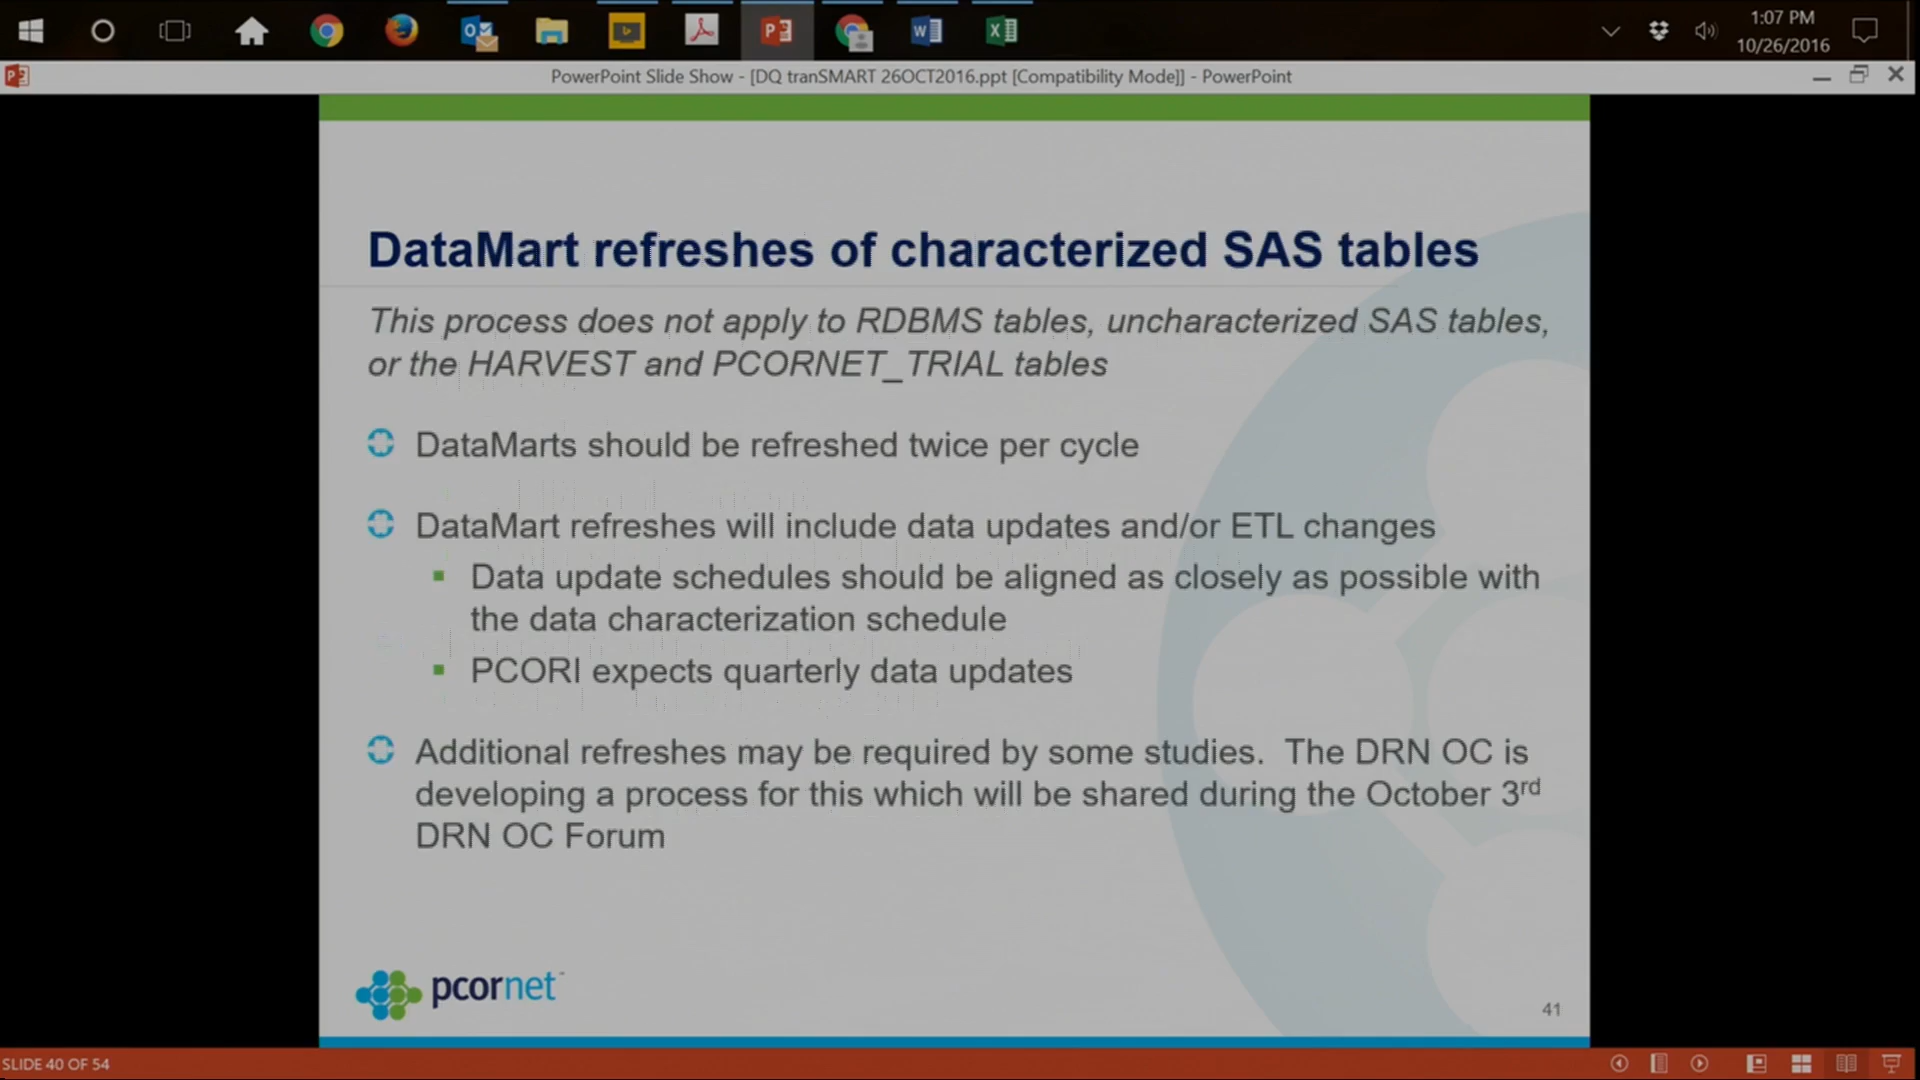 1:07 PM
10/26/2016
PowerPoint Slide Show - [DQ tranSMART 26OCT2016.ppt [Compatibility Mode]] - PowerPoint
DataMart refreshes of characterized SAS tables
This process does not apply to RDBMS tables, uncharacterized SAS tables,
or the HARVEST and PCORNET_TRIAL tables
DataMarts should be refreshed twice per cycle
DataMart refreshes will include data updates and/or ETL changes
Data update schedules should be aligned as closely as possible with
the data characterization schedule
PCORI expects quarterly data updates
Additional refreshes may be required by some studies.  The DRN OC is
developing a process for this which will be shared during the October 3rd
DRN OC Forum
pcornet
41
SLIDE 40 OF 54